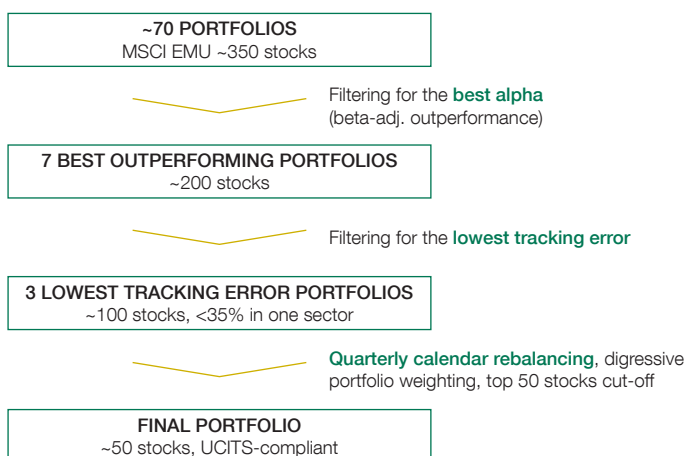 ~70 PORTFOLIOS
MSCI EMU ~350 stocks
Filtering for the best alpha
(beta-adj. outperformance)
7 BEST OUTPERFORMING PORTFOLIOS
~200 stocks
Filtering for the lowest tracking error
3 LOWEST TRACKING ERROR PORTFOLIOS
~100 stocks, <35% in one sector
Quarterly calendar rebalancing, digressive
portfolio weighting, top 50 stocks cut-off
FINAL PORTFOLIO
~50 stocks, UCITS-compliant